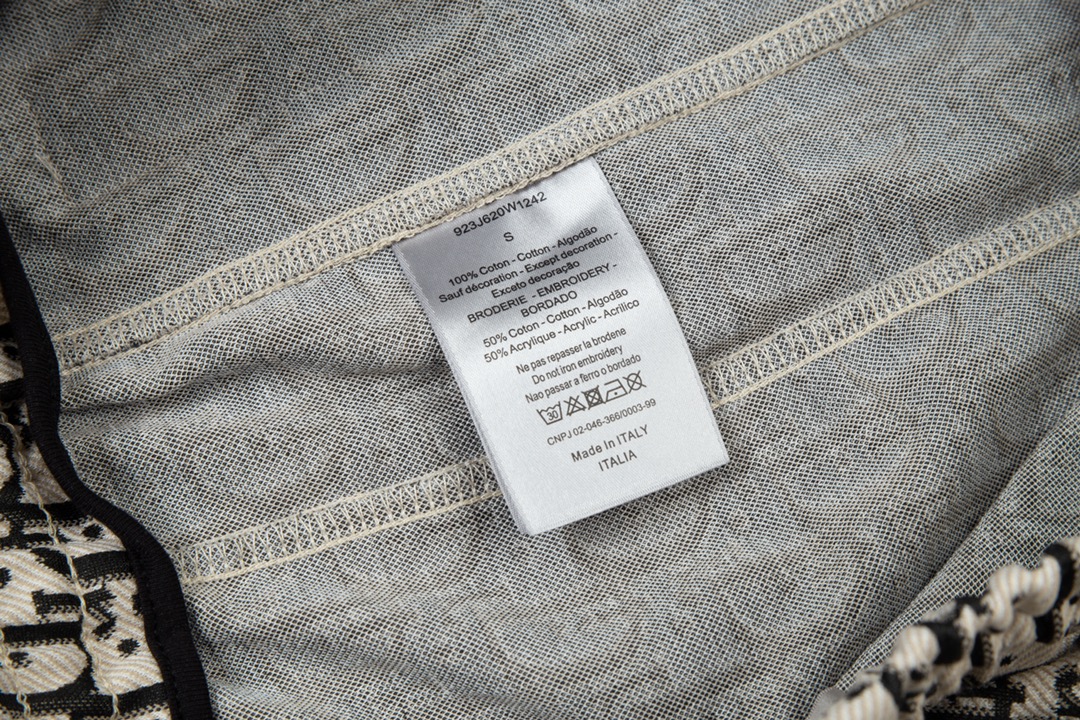 923J620W1242
S
100% Coton - Cotton - Algodão
Sauf décoration - Except decoration -
Exceto decoração
BRODERIE - EMBROIDERY -
BORDADO
50% Coton - Cotton - Algodão
50% Acrylique - Acrylic - Acrilico
Ne pas repasser la brodene
Do not iron embroidery
Nao passar a ferro o bordado
30
CNPJ 02-046-366/0003-99
Made In ITALY
ITALIA